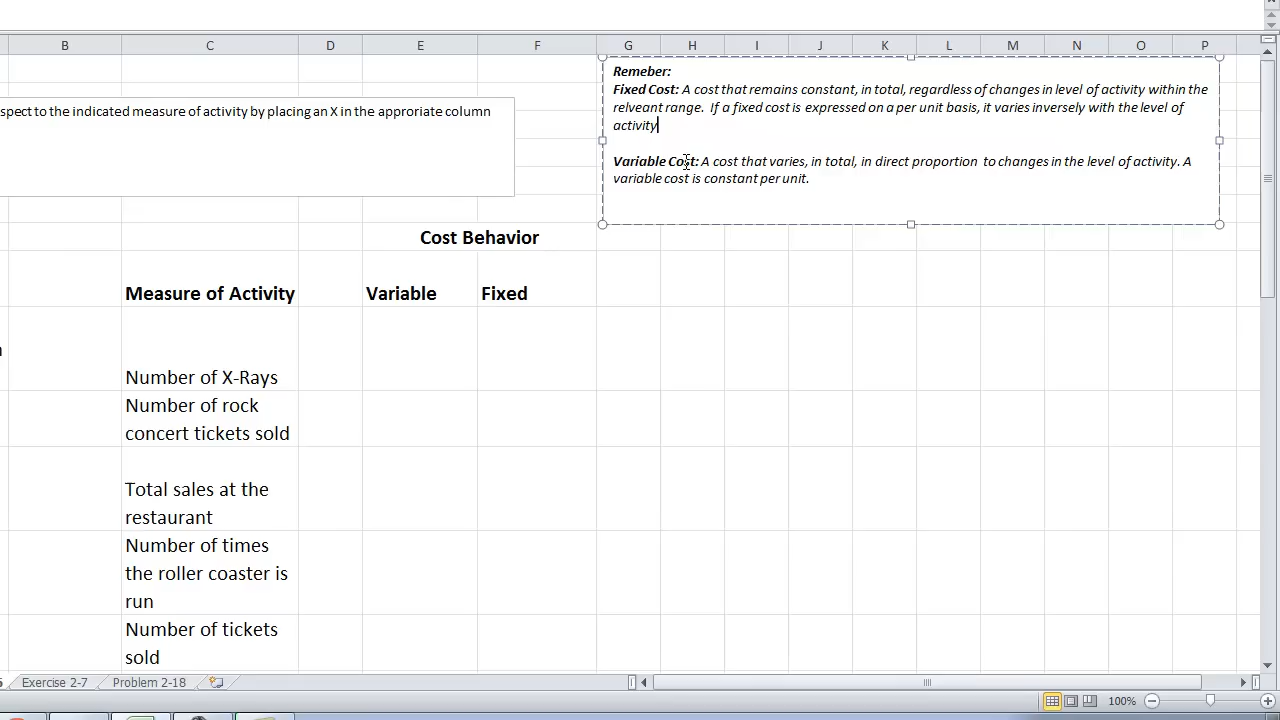 B C D E F G H I J K L M N O P
Remeber:
Fixed Cost: A cost that remains constant, in total, regardless of changes in level of activity within the
relveant range. If a fixed cost is expressed on a per unit basis, it varies inversely with the level of
activity
spect to the indicated measure of activity by placing an X in the approriate column
Variable Cost: A cost that varies, in total, in direct proportion to changes in the level of activity. A
variable cost is constant per unit.
Cost Behavior
Measure of Activity Variable Fixed
Number of X-Rays
Number of rock
concert tickets sold
Total sales at the
restaurant
Number of times
the roller coaster is
run
Number of tickets
sold
Exercise 2-7 Problem 2-18
100%